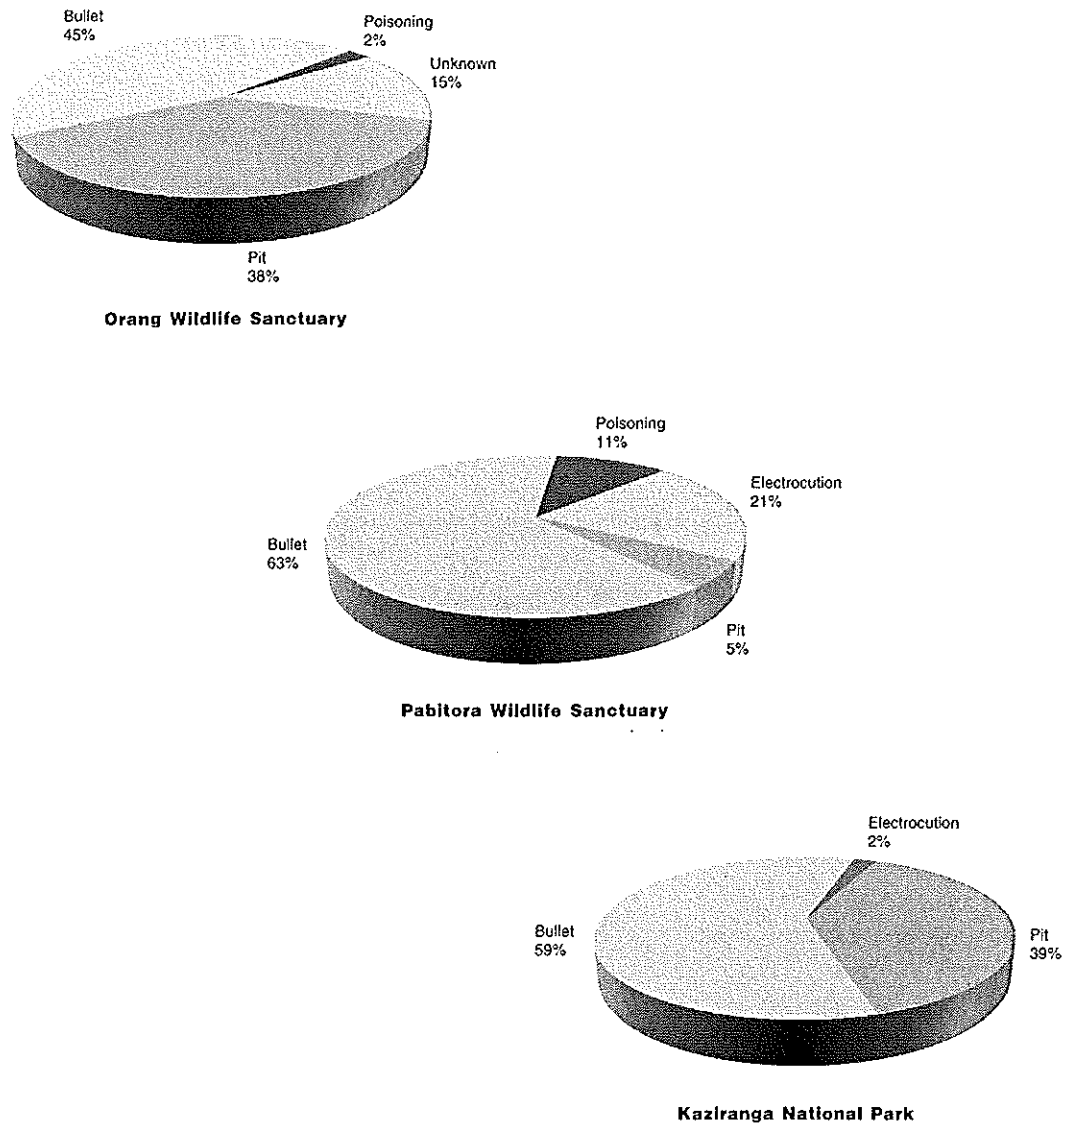 Bullet
45%
Poisoning
2%
Unknown
15%
Pit
38%
Orang Wildlife Sanctuary
Poisoning
11%
Electrocution
21%
Bullet
63%
Pit
5%
Pabitora Wildlife Sanctuary
Electrocution
2%
Bullet
59%
Pit
39%
Kaziranga National Park